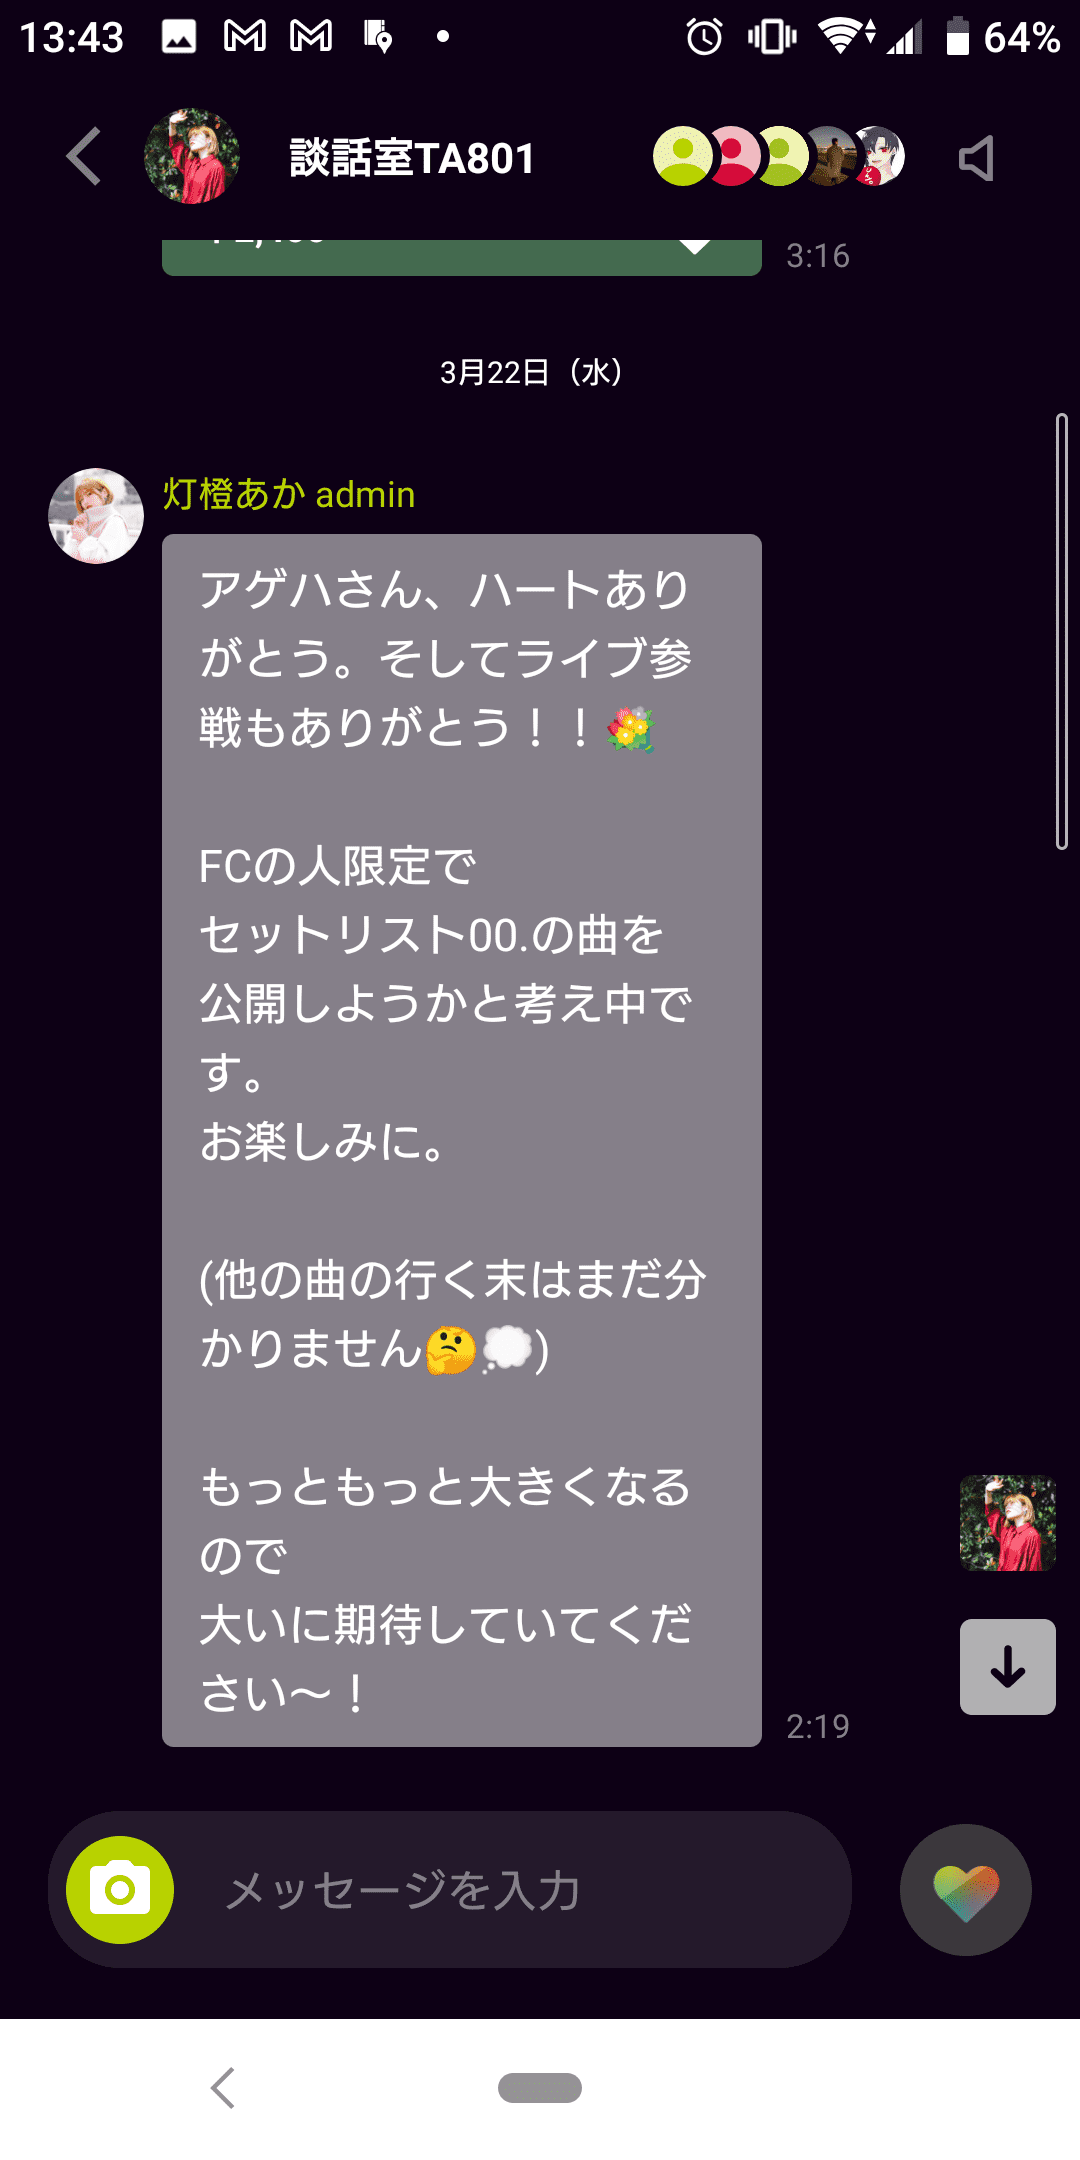 13:43
64%
談話室TA801
3:16
3月22日（水）
灯橙あか admin
アゲハさん、ハートあり
がとう。そしてライブ参
戦もありがとう！！💐
FCの人限定で
セットリスト00.の曲を
公開しようかと考え中で
す。
お楽しみに。
(他の曲の行く末はまだ分
かりません🤔💭)
もっともっと大きくなる
ので
大いに期待していてくだ
さい〜！
2:19
メッセージを入力